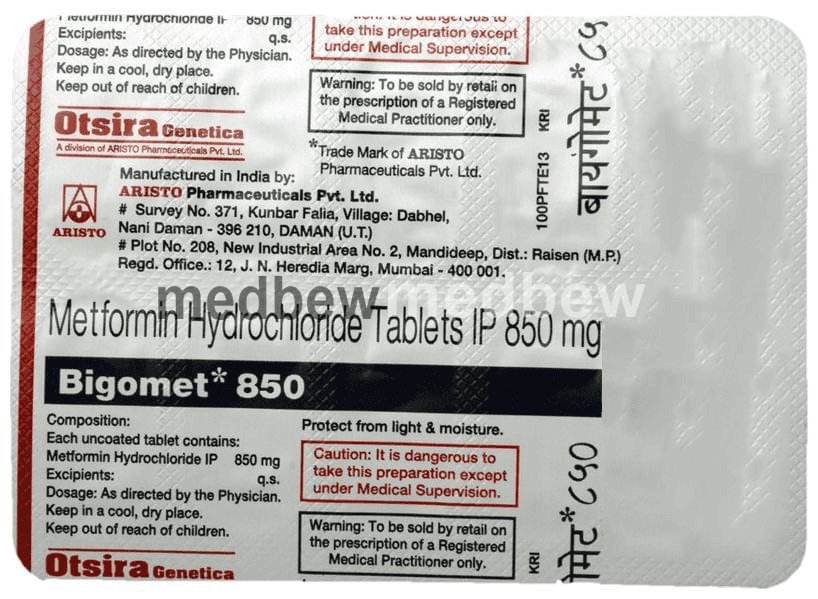 Metformin Hydrochloride IP 850 mg
Excipients: q.s.
Dosage: As directed by the Physician.
Keep in a cool, dry place.
Keep out of reach of children.
Otsira Genetica
A division of ARISTO Pharmaceuticals Pvt. Ltd.
Caution: It is dangerous to
take this preparation except
under Medical Supervision.
Warning: To be sold by retail on
the prescription of a Registered
Medical Practitioner only.
*Trade Mark of ARISTO
Pharmaceuticals Pvt. Ltd.
Manufactured in India by:
ARISTO Pharmaceuticals Pvt. Ltd.
# Survey No. 371, Kunbar Falia, Village: Dabhel,
Nani Daman - 396 210, DAMAN (U.T.)
# Plot No. 208, New Industrial Area No. 2, Mandideep, Dist.: Raisen (M.P.)
Regd. Office.: 12, J. N. Heredia Marg, Mumbai - 400 001.
ARISTO
100PFTE13 KRI
बायगोमेट*
medbew medbew
Metformin Hydrochloride Tablets IP 850 mg
Bigomet* 850
Composition:
Each uncoated tablet contains:
Metformin Hydrochloride IP 850 mg
Excipients: q.s.
Dosage: As directed by the Physician.
Keep in a cool, dry place.
Keep out of reach of children.
Otsira Genetica
Protect from light & moisture.
Caution: It is dangerous to
take this preparation except
under Medical Supervision.
Warning: To be sold by retail on
the prescription of a Registered
Medical Practitioner only.
KRI
ोमेट* ८५०